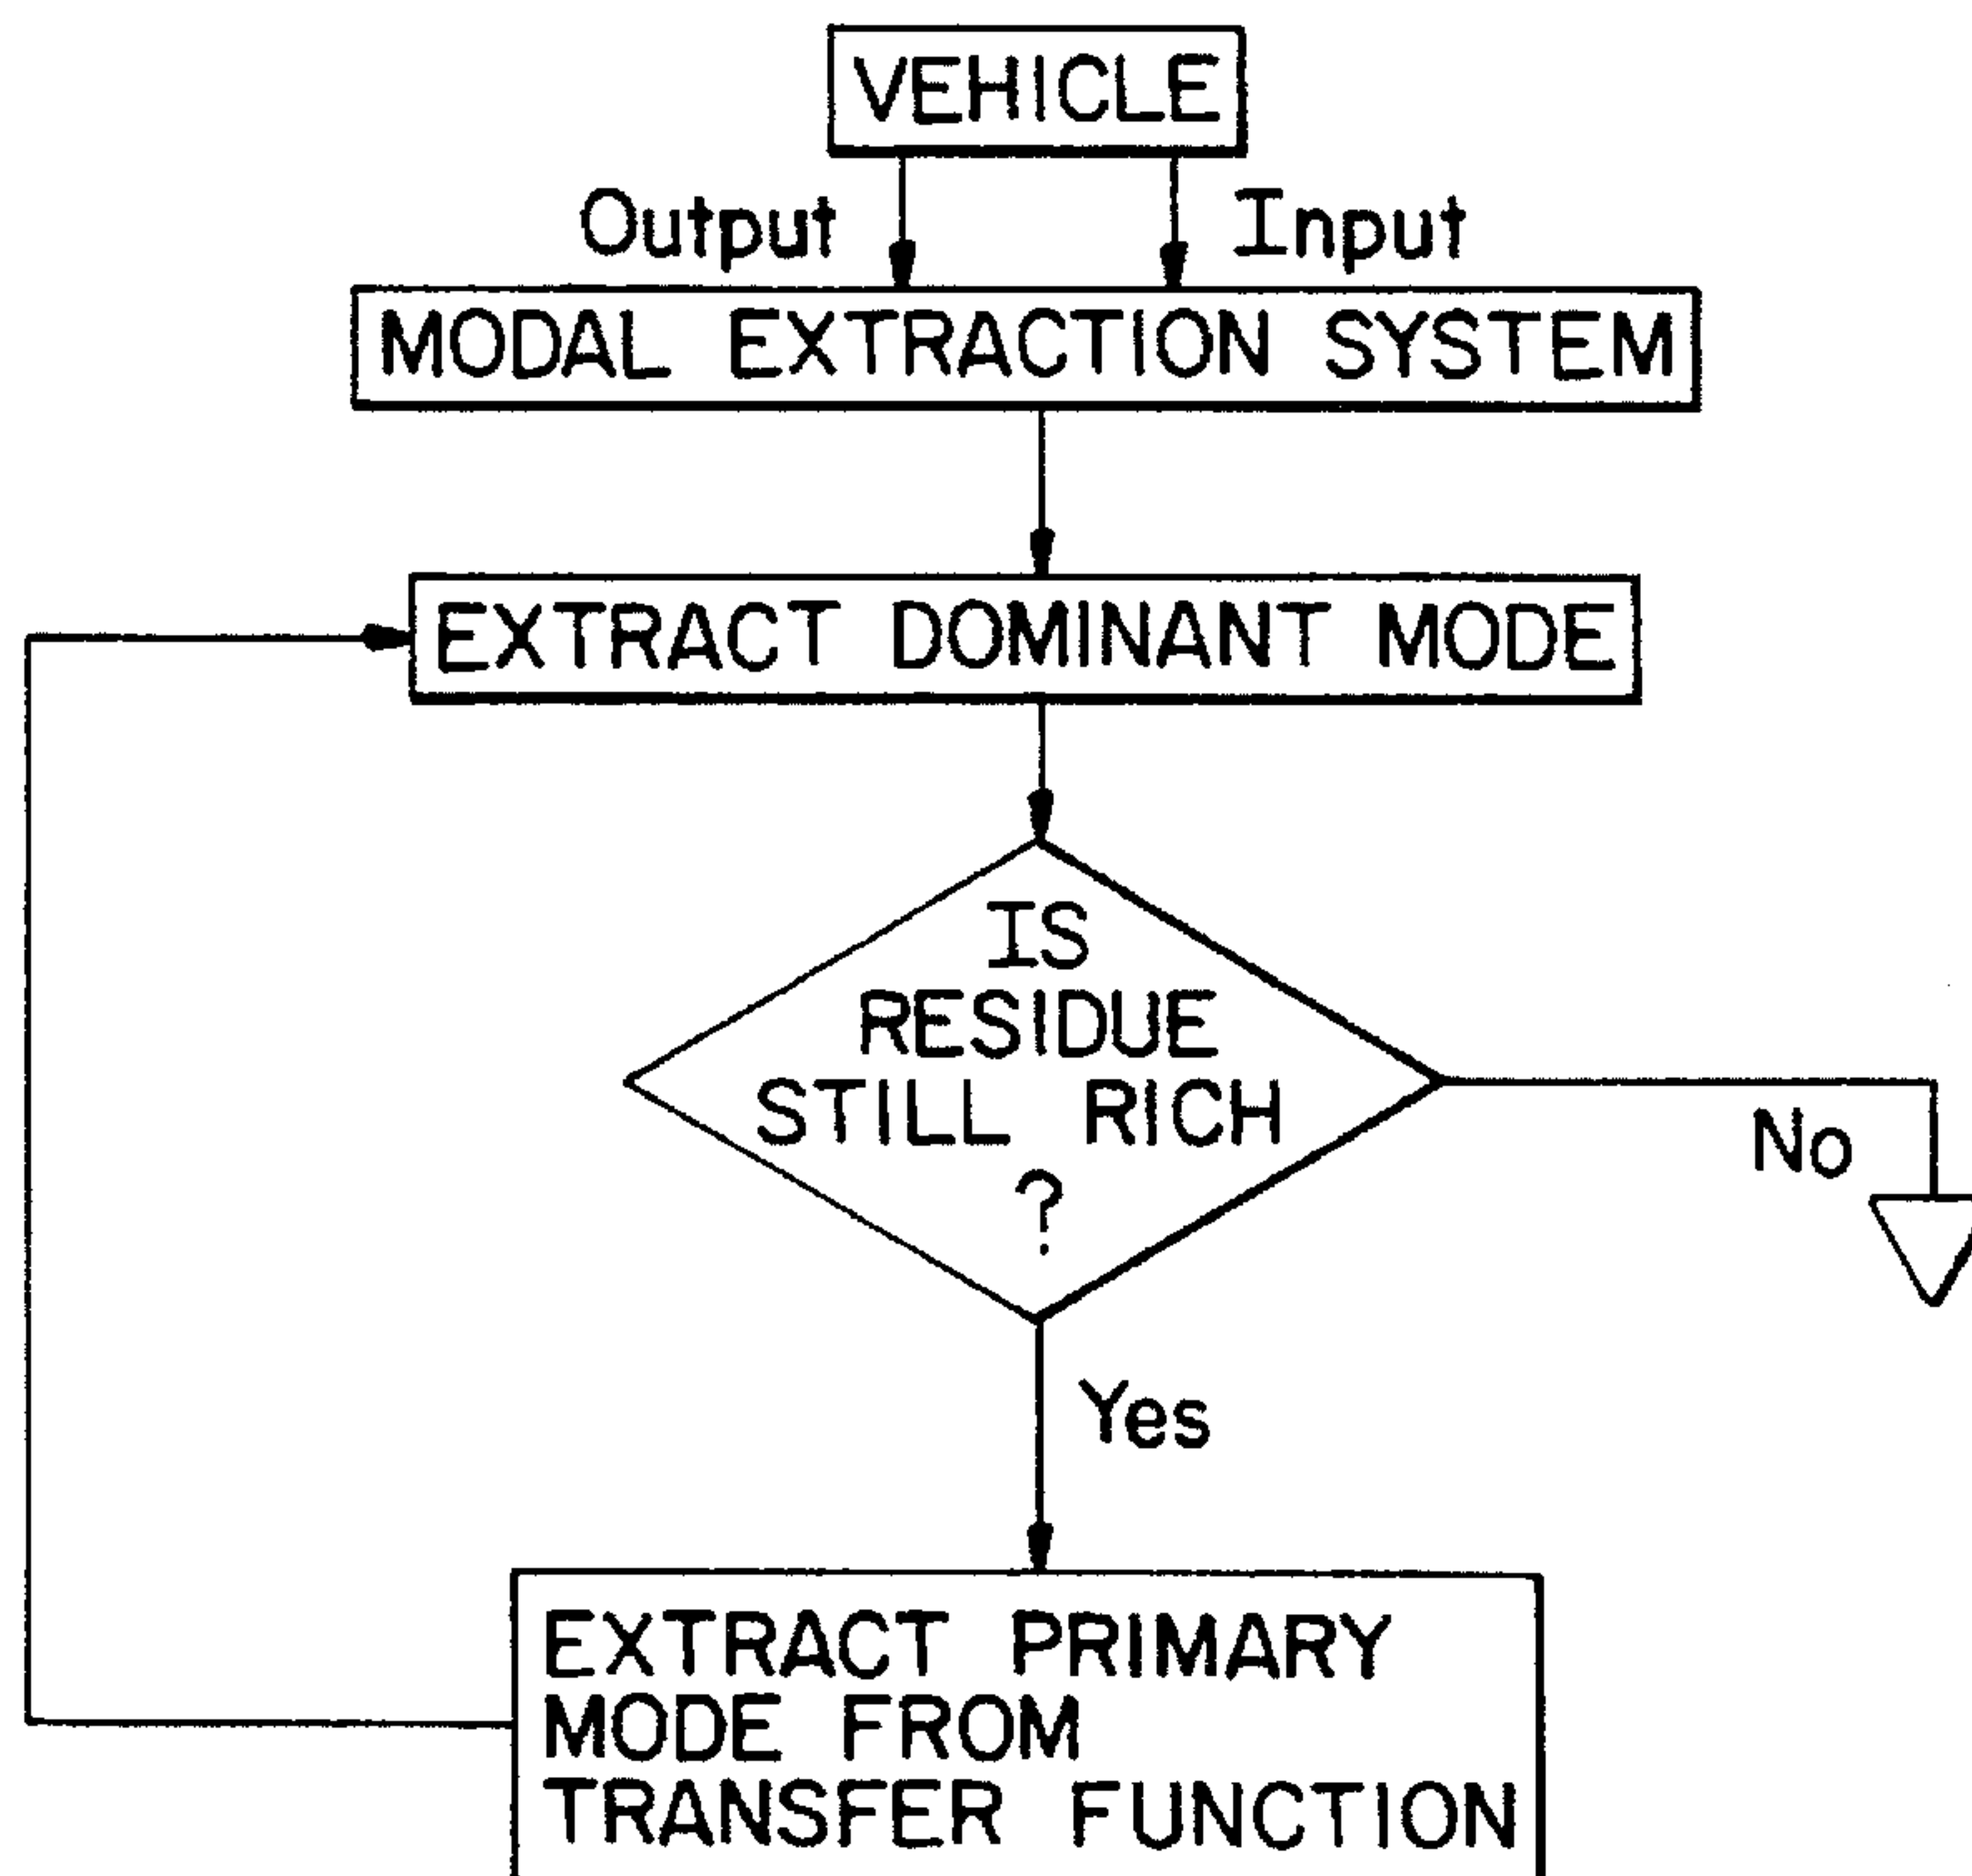 VEHICLE
Output
Input
MODAL EXTRACTION SYSTEM
EXTRACT DOMINANT MODE
IS
RESIDUE
STILL RICH
?
No
Yes
EXTRACT PRIMARY
MODE FROM
TRANSFER FUNCTION